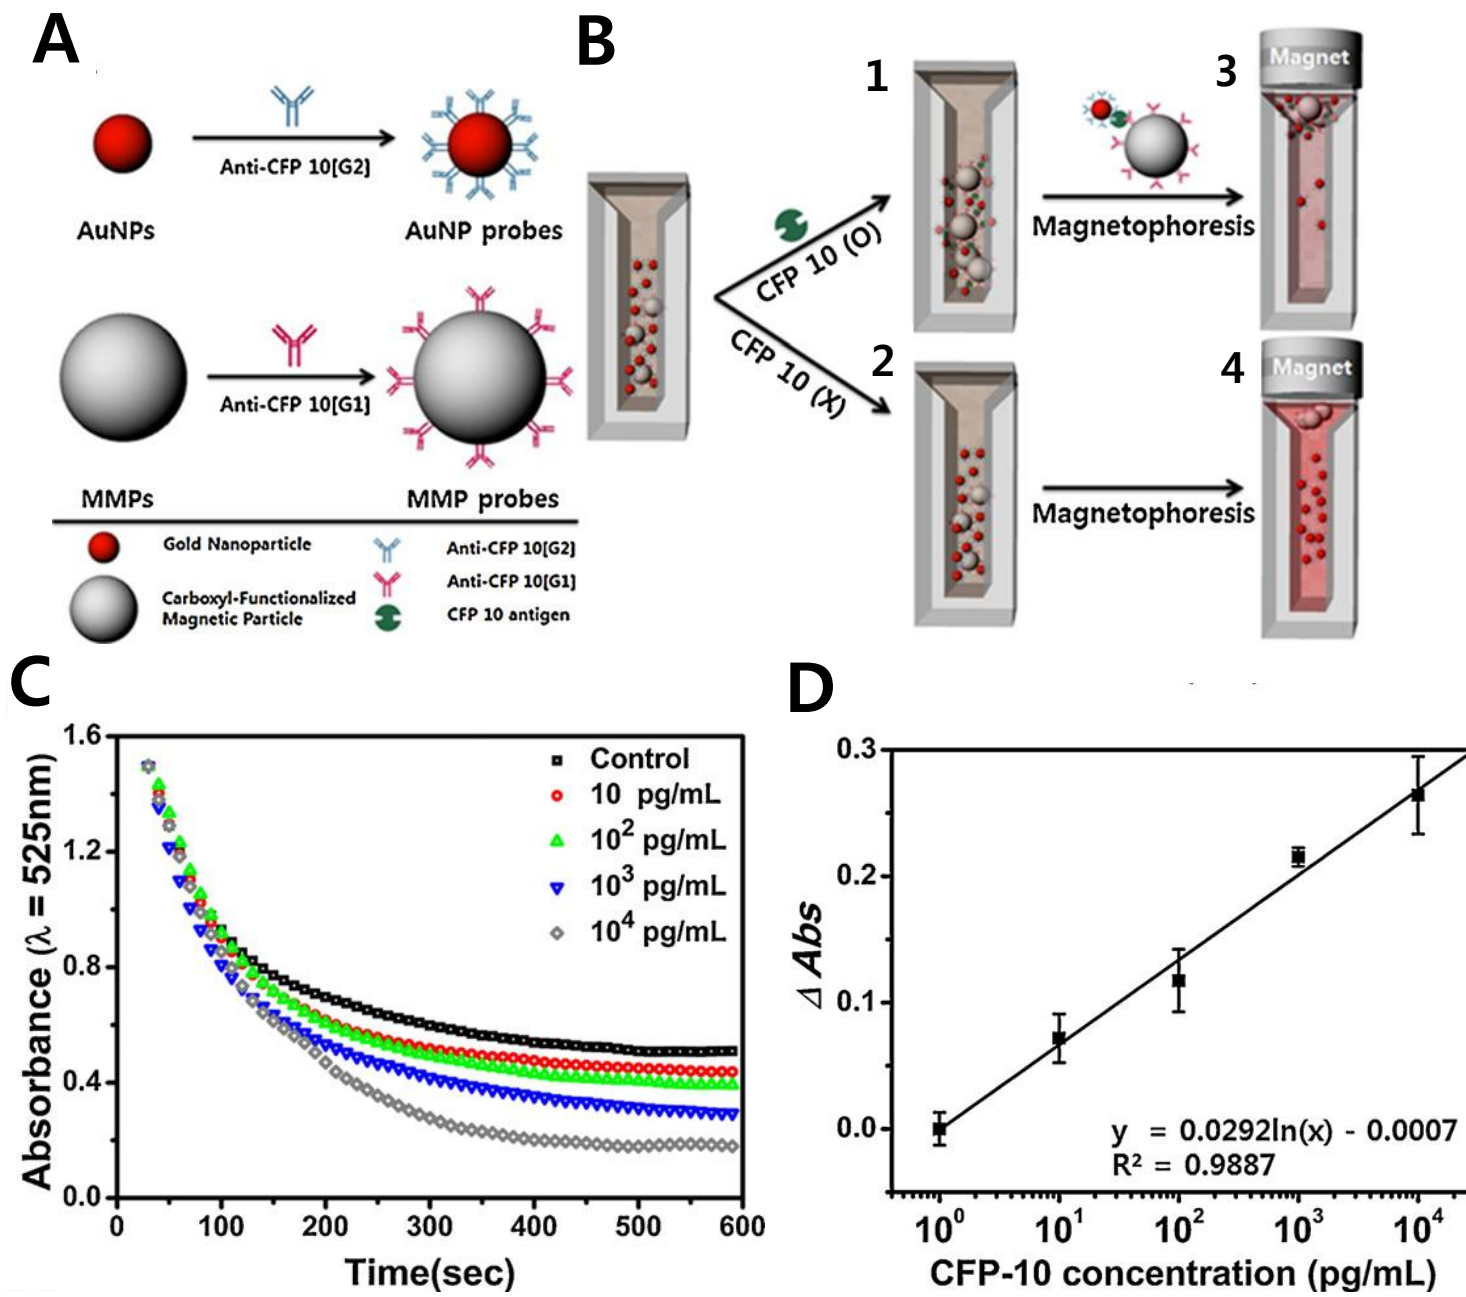 A
Anti-CFP 10[G2]
AuNPs
AuNP probes
Anti-CFP 10[G1]
MMPs
MMP probes
Gold Nanoparticle
Anti-CFP 10[G2]
Anti-CFP 10[G1]
Carboxyl-Functionalized
Magnetic Particle
CFP 10 antigen
B
CFP 10 (O)
CFP 10 (X)
1
Magnetophoresis
3
Magnet
2
Magnetophoresis
4
Magnet
C
Absorbance (λ = 525nm)
1.6
1.2
0.8
0.4
0.0
0 100 200 300 400 500 600
Time(sec)
Control
10 pg/mL
10² pg/mL
10³ pg/mL
10⁴ pg/mL
D
Δ Abs
0.3
0.2
0.1
0.0
y = 0.0292ln(x) - 0.0007
R² = 0.9887
10⁰ 10¹ 10² 10³ 10⁴
CFP-10 concentration (pg/mL)